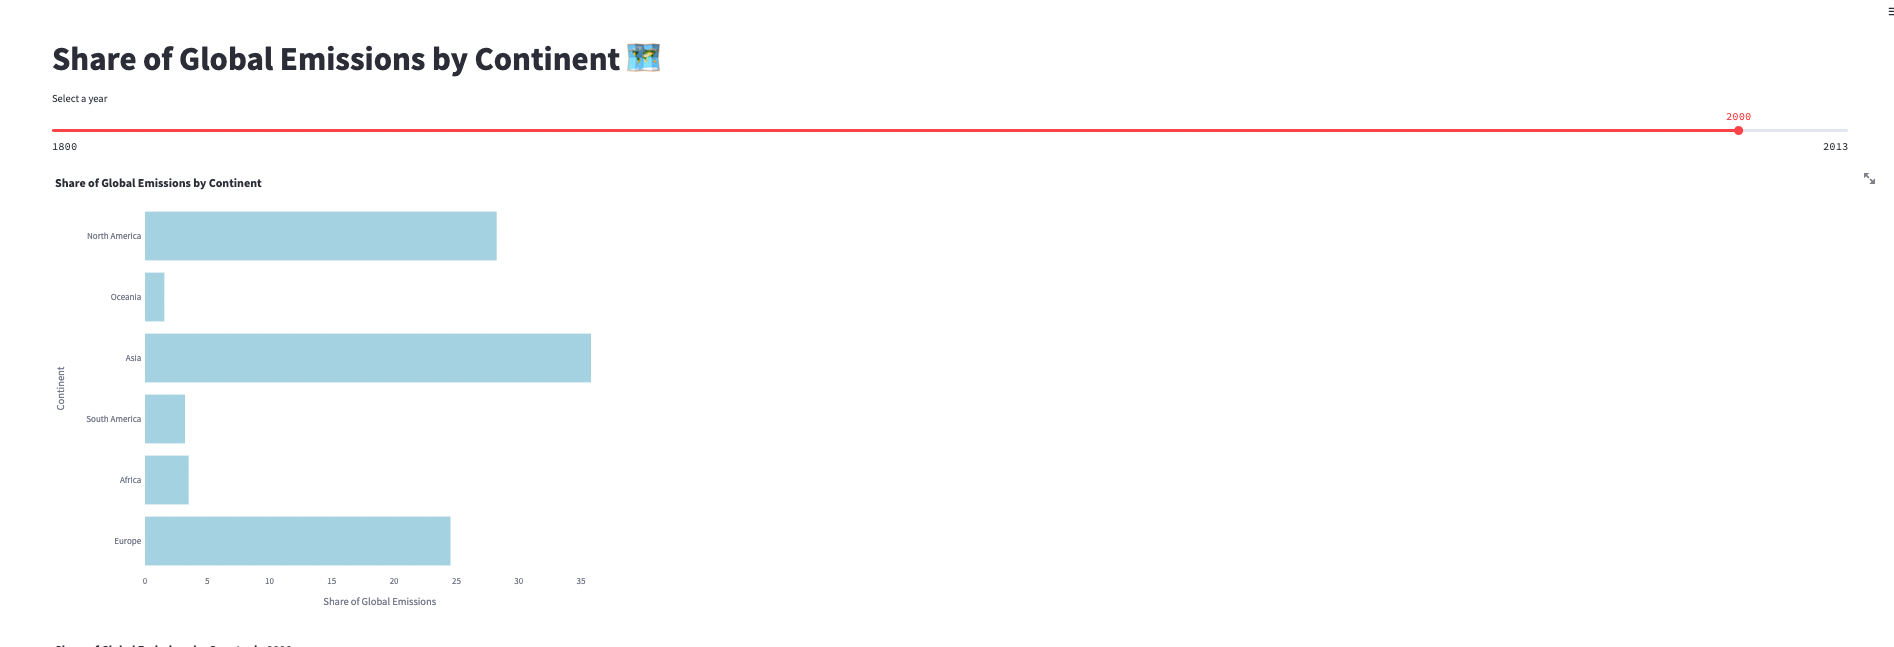 Share of Global Emissions by Continent
Select a year
2000
1800
2013
Share of Global Emissions by Continent
North America
Oceania
Asia
South America
Africa
Europe
Continent
0 5 10 15 20 25 30 35
Share of Global Emissions